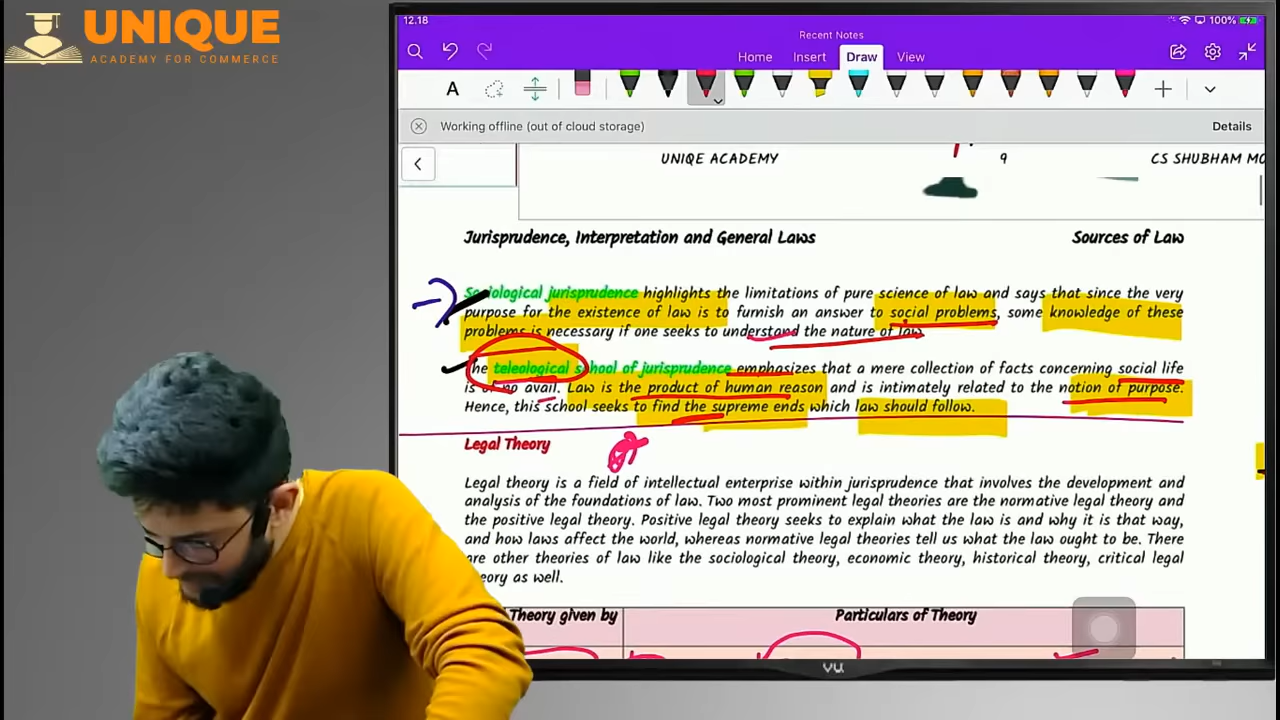 UNIQUE
ACADEMY FOR COMMERCE
12.18
100%
Recent Notes
Home Insert Draw View
A
Working offline (out of cloud storage) Details
UNIQE ACADEMY 9 CS SHUBHAM MO
Jurisprudence, Interpretation and General Laws Sources of Law
Sociological jurisprudence highlights the limitations of pure science of law and says that since the very
purpose for the existence of law is to furnish an answer to social problems, some knowledge of these
problems is necessary if one seeks to understand the nature of law.
The teleological school of jurisprudence emphasizes that a mere collection of facts concerning social life
is of no avail. Law is the product of human reason and is intimately related to the notion of purpose.
Hence, this school seeks to find the supreme ends which law should follow.
Legal Theory
Legal theory is a field of intellectual enterprise within jurisprudence that involves the development and
analysis of the foundations of law. Two most prominent legal theories are the normative legal theory and
the positive legal theory. Positive legal theory seeks to explain what the law is and why it is that way,
and how laws affect the world, whereas normative legal theories tell us what the law ought to be. There
are other theories of law like the sociological theory, economic theory, historical theory, critical legal
eory as well.
Theory given by Particulars of Theory
vu